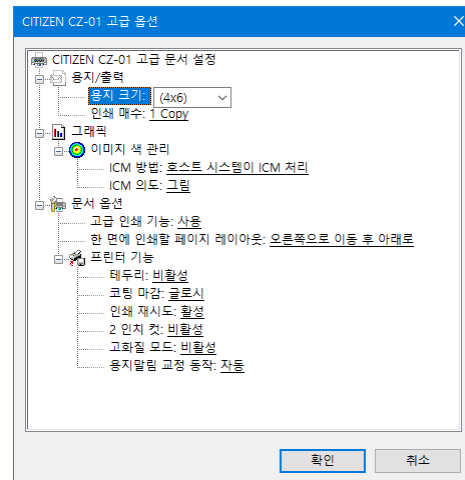 CITIZEN CZ-01 고급 옵션
CITIZEN CZ-01 고급 문서 설정
용지/출력
용지 크기: (4x6)
인쇄 매수: 1 Copy
그래픽
이미지 색 관리
ICM 방법: 호스트 시스템이 ICM 처리
ICM 의도: 그림
문서 옵션
고급 인쇄 기능: 사용
한 면에 인쇄할 페이지 레이아웃: 오른쪽으로 이동 후 아래로
프린터 기능
테두리: 비활성
코팅 마감: 글로시
인쇄 재시도: 활성
2 인치 컷: 비활성
고화질 모드: 비활성
용지말림 교정 동작: 자동
확인
취소